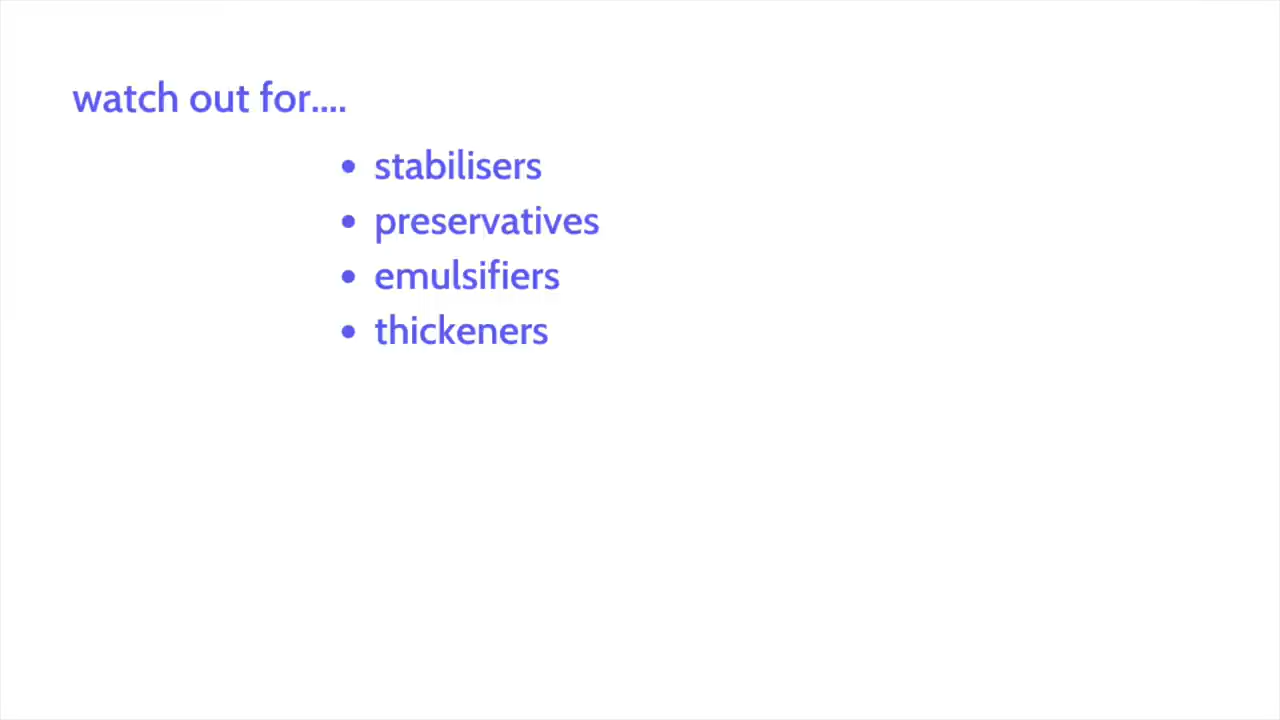 watch out for....
• stabilisers
• preservatives
• emulsifiers
• thickeners